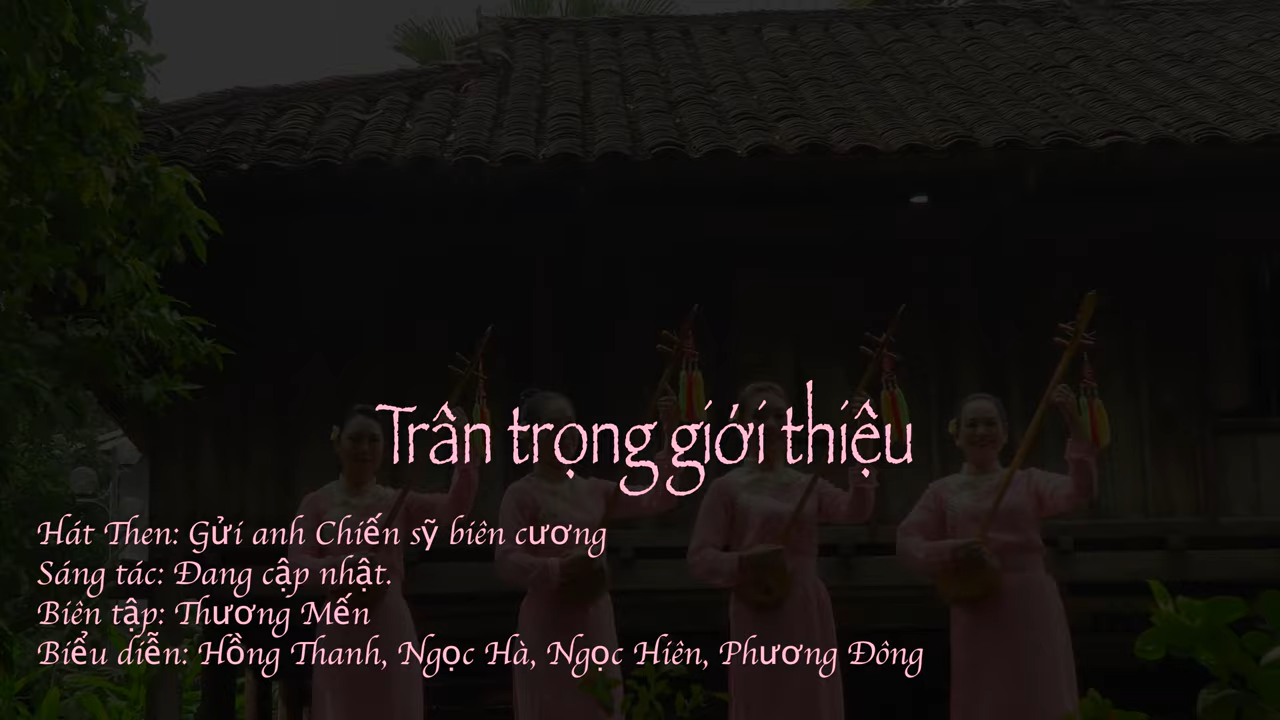 Trân trọng giới thiệu
Hát Then: Gửi anh Chiến sỹ biên cương
Sáng tác: Đang cập nhật.
Biên tập: Thương Mến
Biểu diễn: Hồng Thanh, Ngọc Hà, Ngọc Hiên, Phương Đông